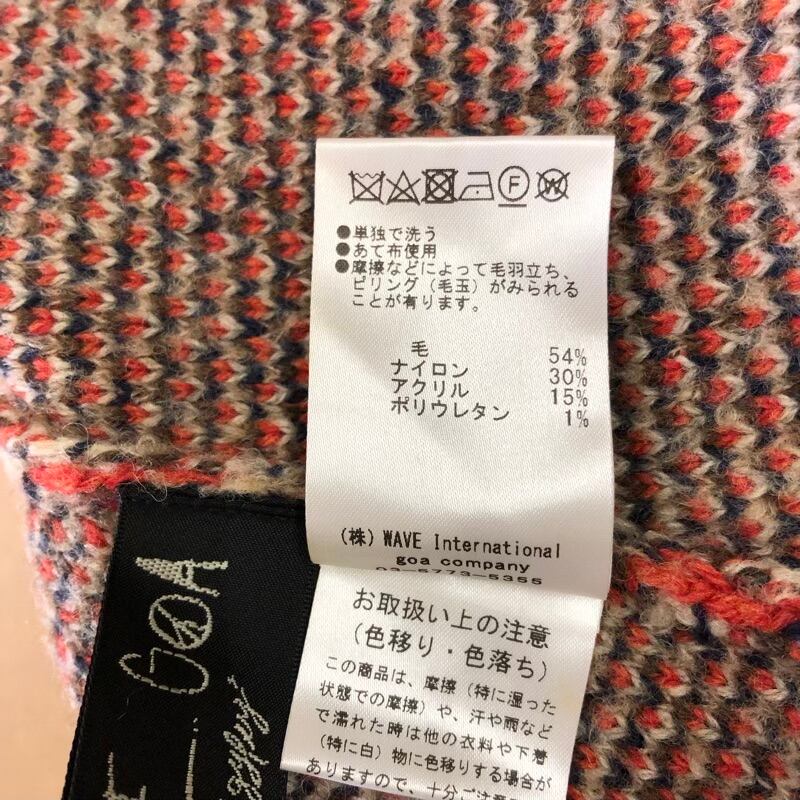 F W
●単独で洗う
●あて布使用
●摩擦などによって毛羽立ち、
ピリング(毛玉)がみられる
ことが有ります。
毛 54%
ナイロン 30%
アクリル 15%
ポリウレタン 1%
(株) WAVE International
goa company
03-5773-5355
お取扱い上の注意
(色移り・色落ち)
この商品は、摩擦(特に湿った
状態での摩擦)や、汗や雨など
で濡れた時は他の衣料や下着
(特に白)物に色移りする場合が
ありますので、十分ご注意
GOA